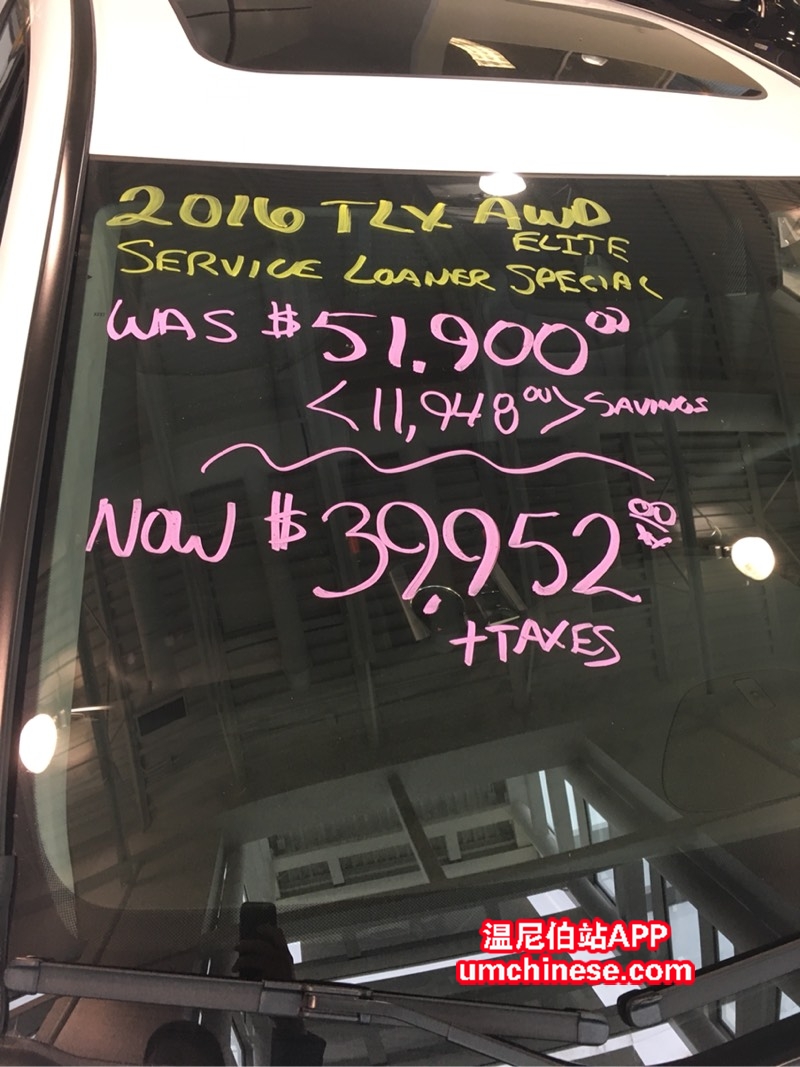 2016 TLX AWD
ELITE
SERVICE LOANER SPECIAL
WAS $51,900.00
<11,948.00> SAVINGS
NOW $39,952.00
+TAXES
温尼伯站APP
umchinese.com